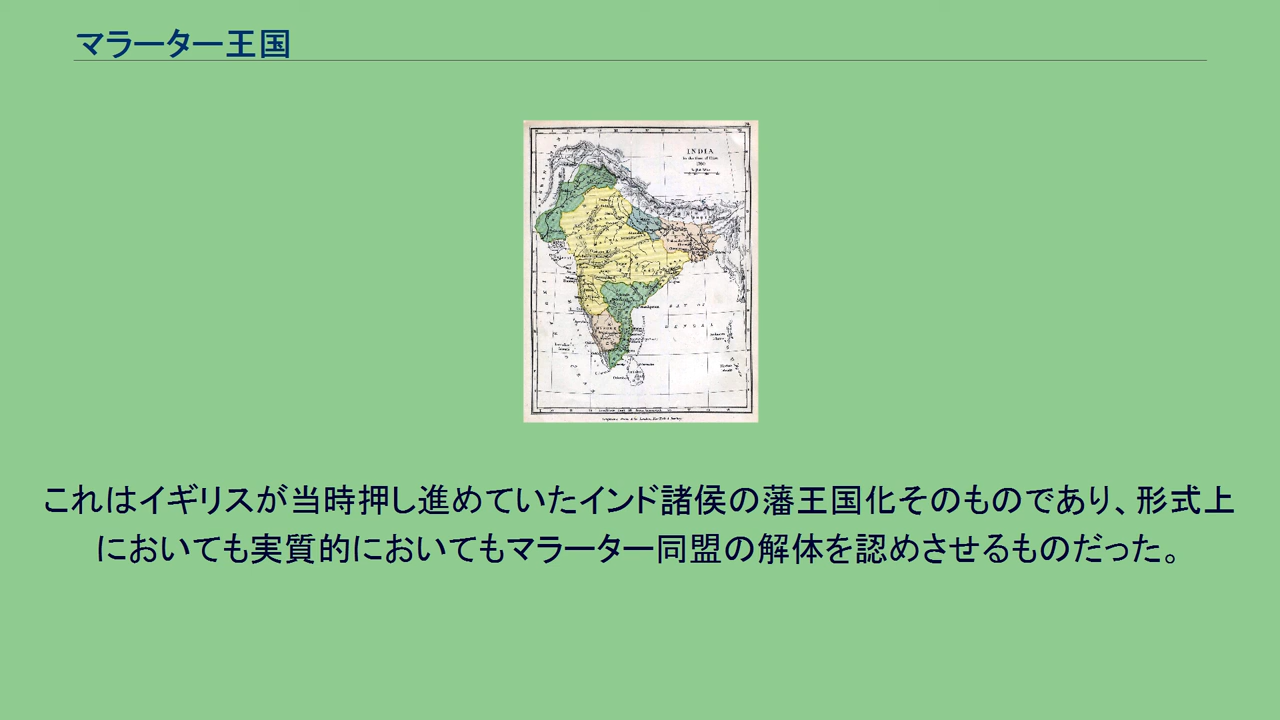 マラーター王国
INDIA
1760
これはイギリスが当時押し進めていたインド諸侯の藩王国化そのものであり、形式上
においても実質的においてもマラーター同盟の解体を認めさせるものだった。